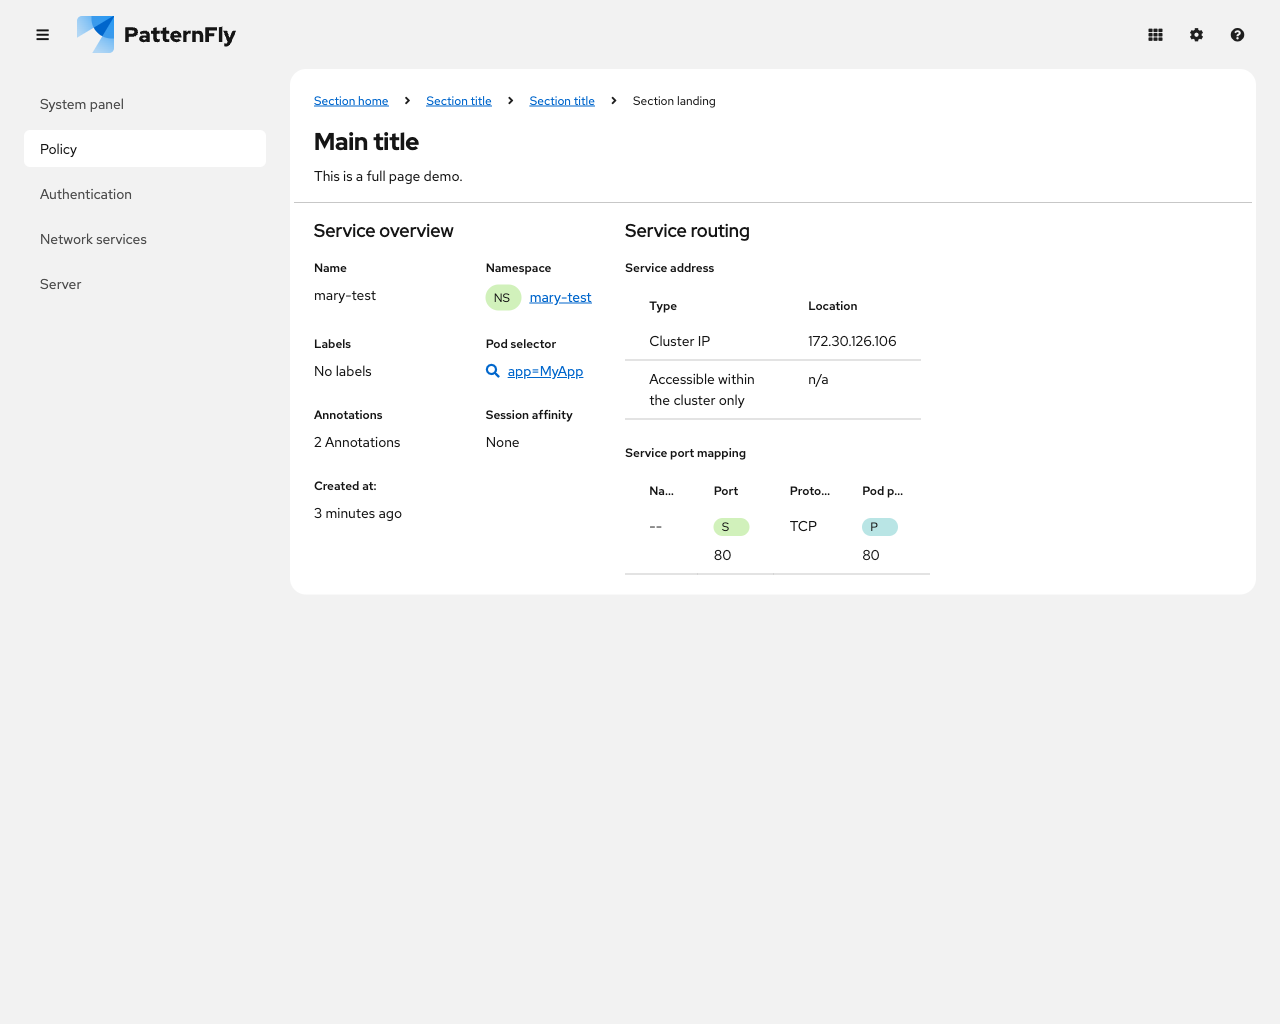 PatternFly
System panel
Policy
Authentication
Network services
Server
Section home
Section title
Section title
Section landing
Main title
This is a full page demo.
Service overview
Name
mary-test
Namespace
NS mary-test
Labels
No labels
Pod selector
app=MyApp
Annotations
2 Annotations
Session affinity
None
Created at:
3 minutes ago
Service routing
Service address
Type Location
Cluster IP 172.30.126.106
Accessible within n/a
the cluster only
Service port mapping
Na... Port Proto... Pod p...
-- S TCP P
80 80